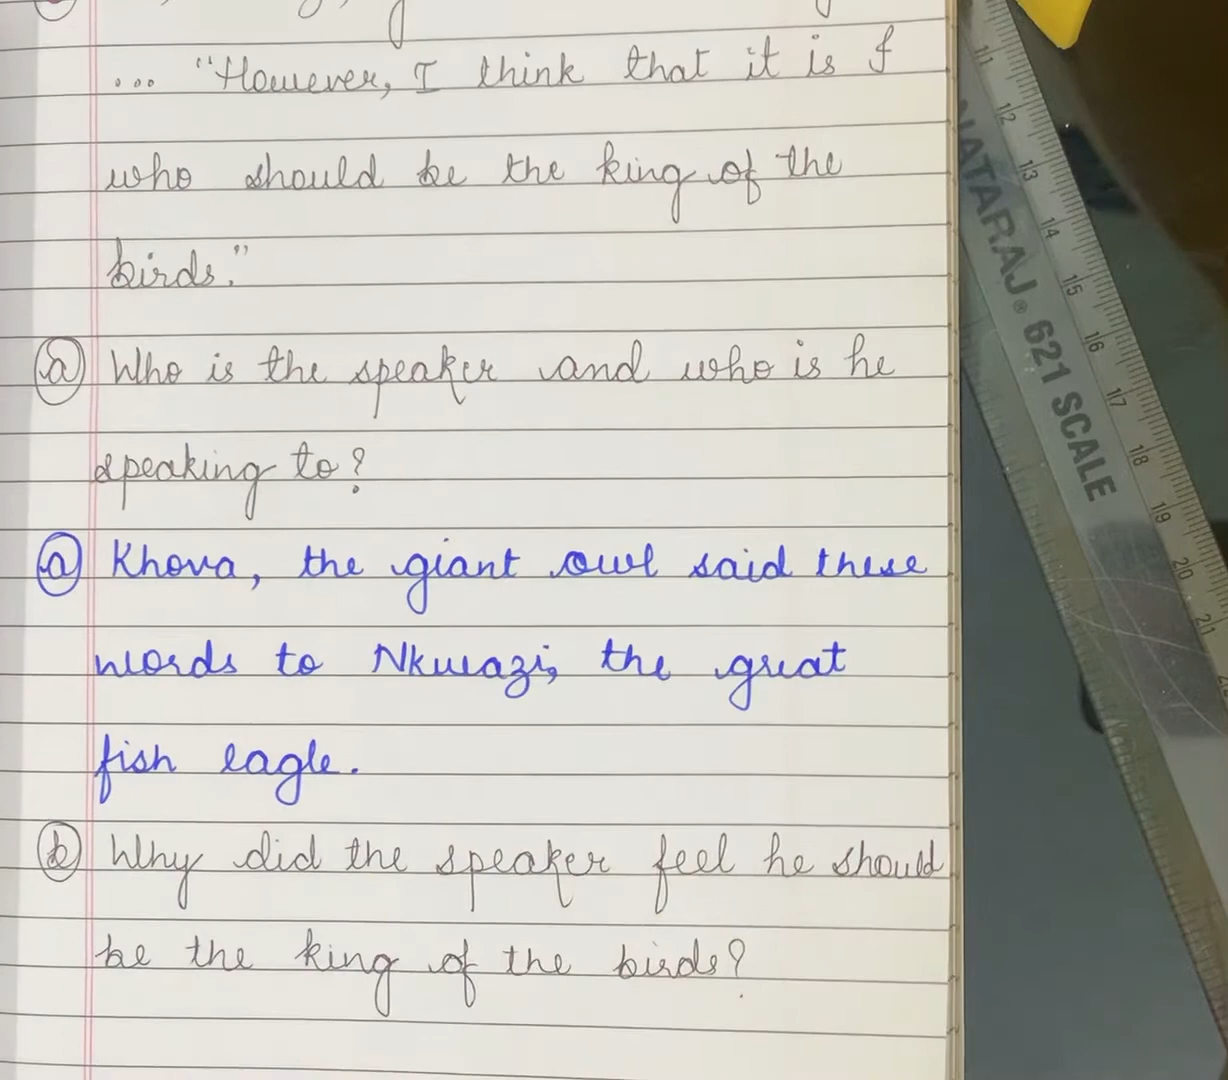 ... "However, I think that it is I
who should be the king of the
birds."
(a) Who is the speaker and who is he
speaking to?
(a) Khova, the giant owl said these
words to Nkwazi, the great
fish eagle.
(b) Why did the speaker feel he should
be the king of the birds?
NATARAJ® 621 SCALE
11 12 13 14 15 16 17 18 19 20 21